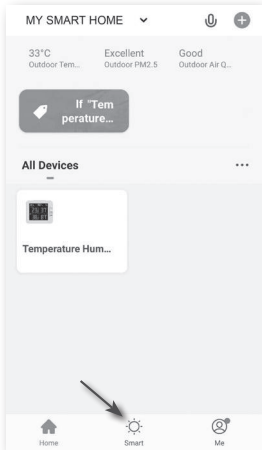 MY SMART HOME
33°C Excellent Good
Outdoor Tem... Outdoor PM2.5 Outdoor Air Q...
If "Tem
perature...
All Devices
Temperature Hum...
Home Smart Me